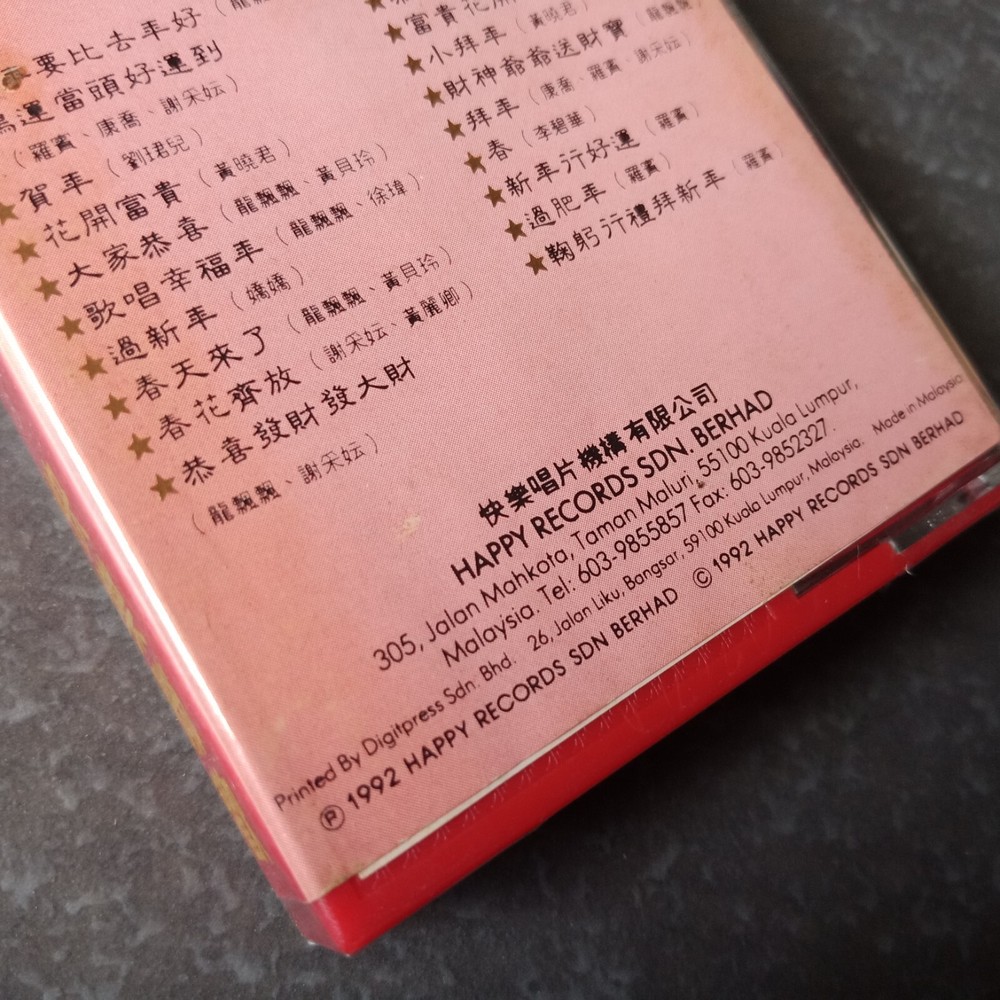 要比去年好
鴻運當頭好運到
(羅賓、康喬、謝采妘)
★賀年 (劉珺兒)
★花開富貴 (黃曉君)
★大家恭喜 (龍飄飄、黃貝玲)
★歌唱幸福年 (龍飄飄、徐瑋)
★過新年 (嬌嬌)
★春天來了 (龍飄飄、黃貝玲)
★春花齊放 (謝采妘、黃麗卿)
★恭喜發財發大財
(龍飄飄、謝采妘)
★富貴花開
★小拜年 (黃曉君)
★財神爺爺送財寶 (龍飄飄)
★拜年 (康喬、羅賓、謝采妘)
★春 (李碧華)
★新年行好運 (羅賓)
★過肥年 (羅賓)
★鞠躬行禮拜新年 (羅賓)
快樂唱片機構有限公司
HAPPY RECORDS SDN. BERHAD
305, Jalan Mahkota, Taman Maluri, 55100 Kuala Lumpur,
Malaysia. Tel: 603-9855857 Fax: 603-9852327.
Printed By Digitpress Sdn. Bhd. 26, Jalan Liku, Bangsar, 59100 Kuala Lumpur, Malaysia. Made in Malaysia
Ⓟ 1992 HAPPY RECORDS SDN BERHAD © 1992 HAPPY RECORDS SDN BERHAD